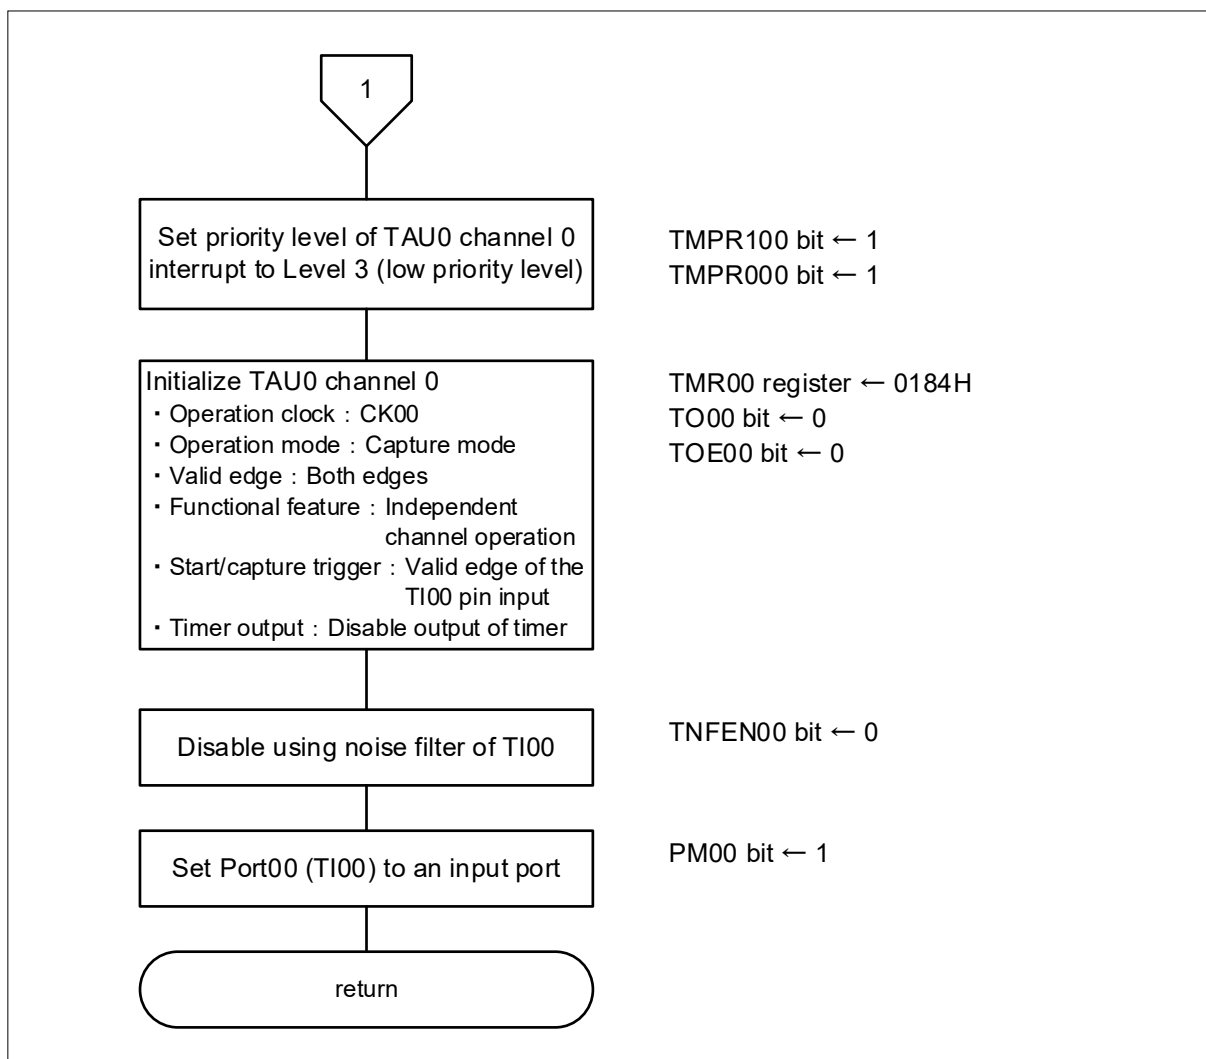 1
Set priority level of TAU0 channel 0
interrupt to Level 3 (low priority level)
TMPR100 bit ← 1
TMPR000 bit ← 1
Initialize TAU0 channel 0
・Operation clock：CK00
・Operation mode：Capture mode
・Valid edge：Both edges
・Functional feature：Independent
channel operation
・Start/capture trigger：Valid edge of the
TI00 pin input
・Timer output：Disable output of timer
TMR00 register ← 0184H
TO00 bit ← 0
TOE00 bit ← 0
Disable using noise filter of TI00
TNFEN00 bit ← 0
Set Port00 (TI00) to an input port
PM00 bit ← 1
return